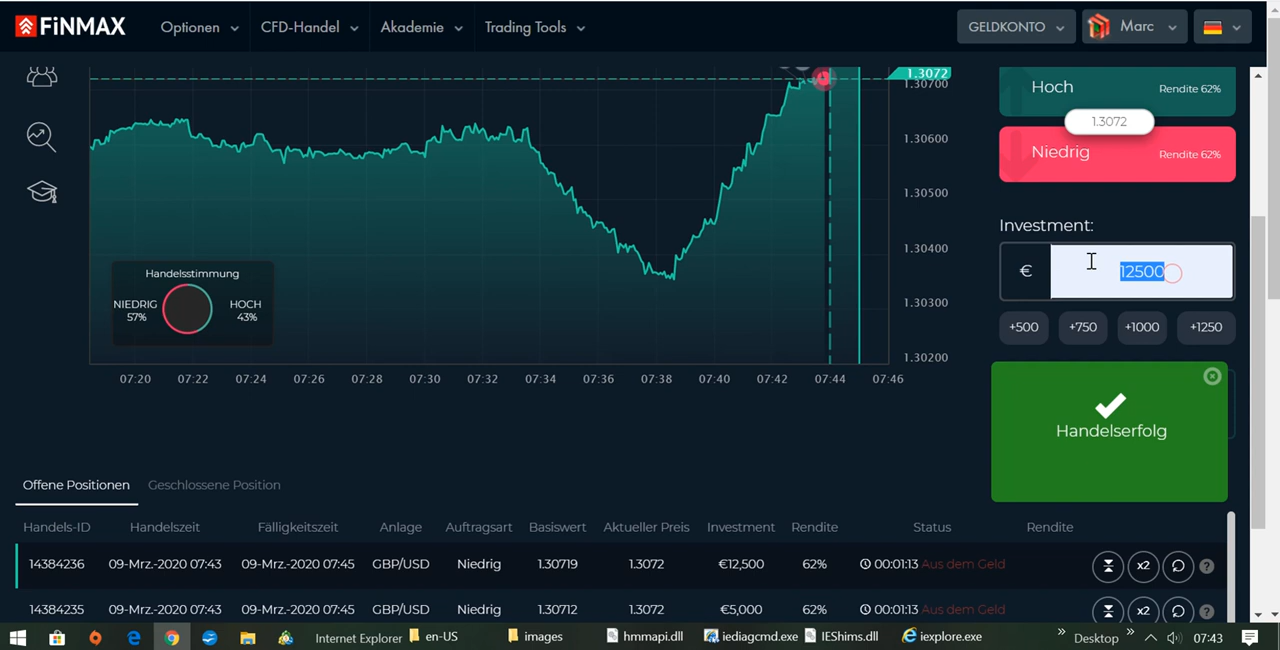 FiNMAX Optionen CFD-Handel Akademie Trading Tools GELDKONTO Marc
1.3072
1.30700
1.30600
1.30500
1.30400
1.30300
1.30200
Handelsstimmung
NIEDRIG 57%
HOCH 43%
07:20 07:22 07:24 07:26 07:28 07:30 07:32 07:34 07:36 07:38 07:40 07:42 07:44 07:46
Hoch Rendite 62%
1.3072
Niedrig Rendite 62%
Investment:
€ 12500
+500 +750 +1000 +1250
Handelserfolg
Offene Positionen Geschlossene Position
Handels-ID Handelszeit Fälligkeitszeit Anlage Auftragsart Basiswert Aktueller Preis Investment Rendite Status Rendite
14384236 09-Mrz.-2020 07:43 09-Mrz.-2020 07:45 GBP/USD Niedrig 1.30719 1.3072 €12,500 62% 00:01:13 Aus dem Geld x2 ?
14384235 09-Mrz.-2020 07:43 09-Mrz.-2020 07:45 GBP/USD Niedrig 1.30712 1.3072 €5,000 62% 00:01:13 Aus dem Geld x2 ?
Internet Explorer en-US images hmmapi.dll iediagcmd.exe IEShims.dll iexplore.exe » Desktop » 07:43